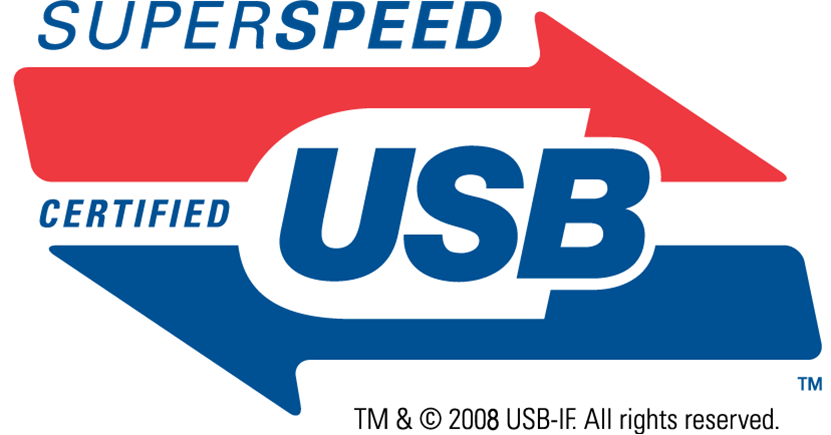 SUPERSPEED
CERTIFIED
USB
TM
TM & © 2008 USB-IF. All rights reserved.